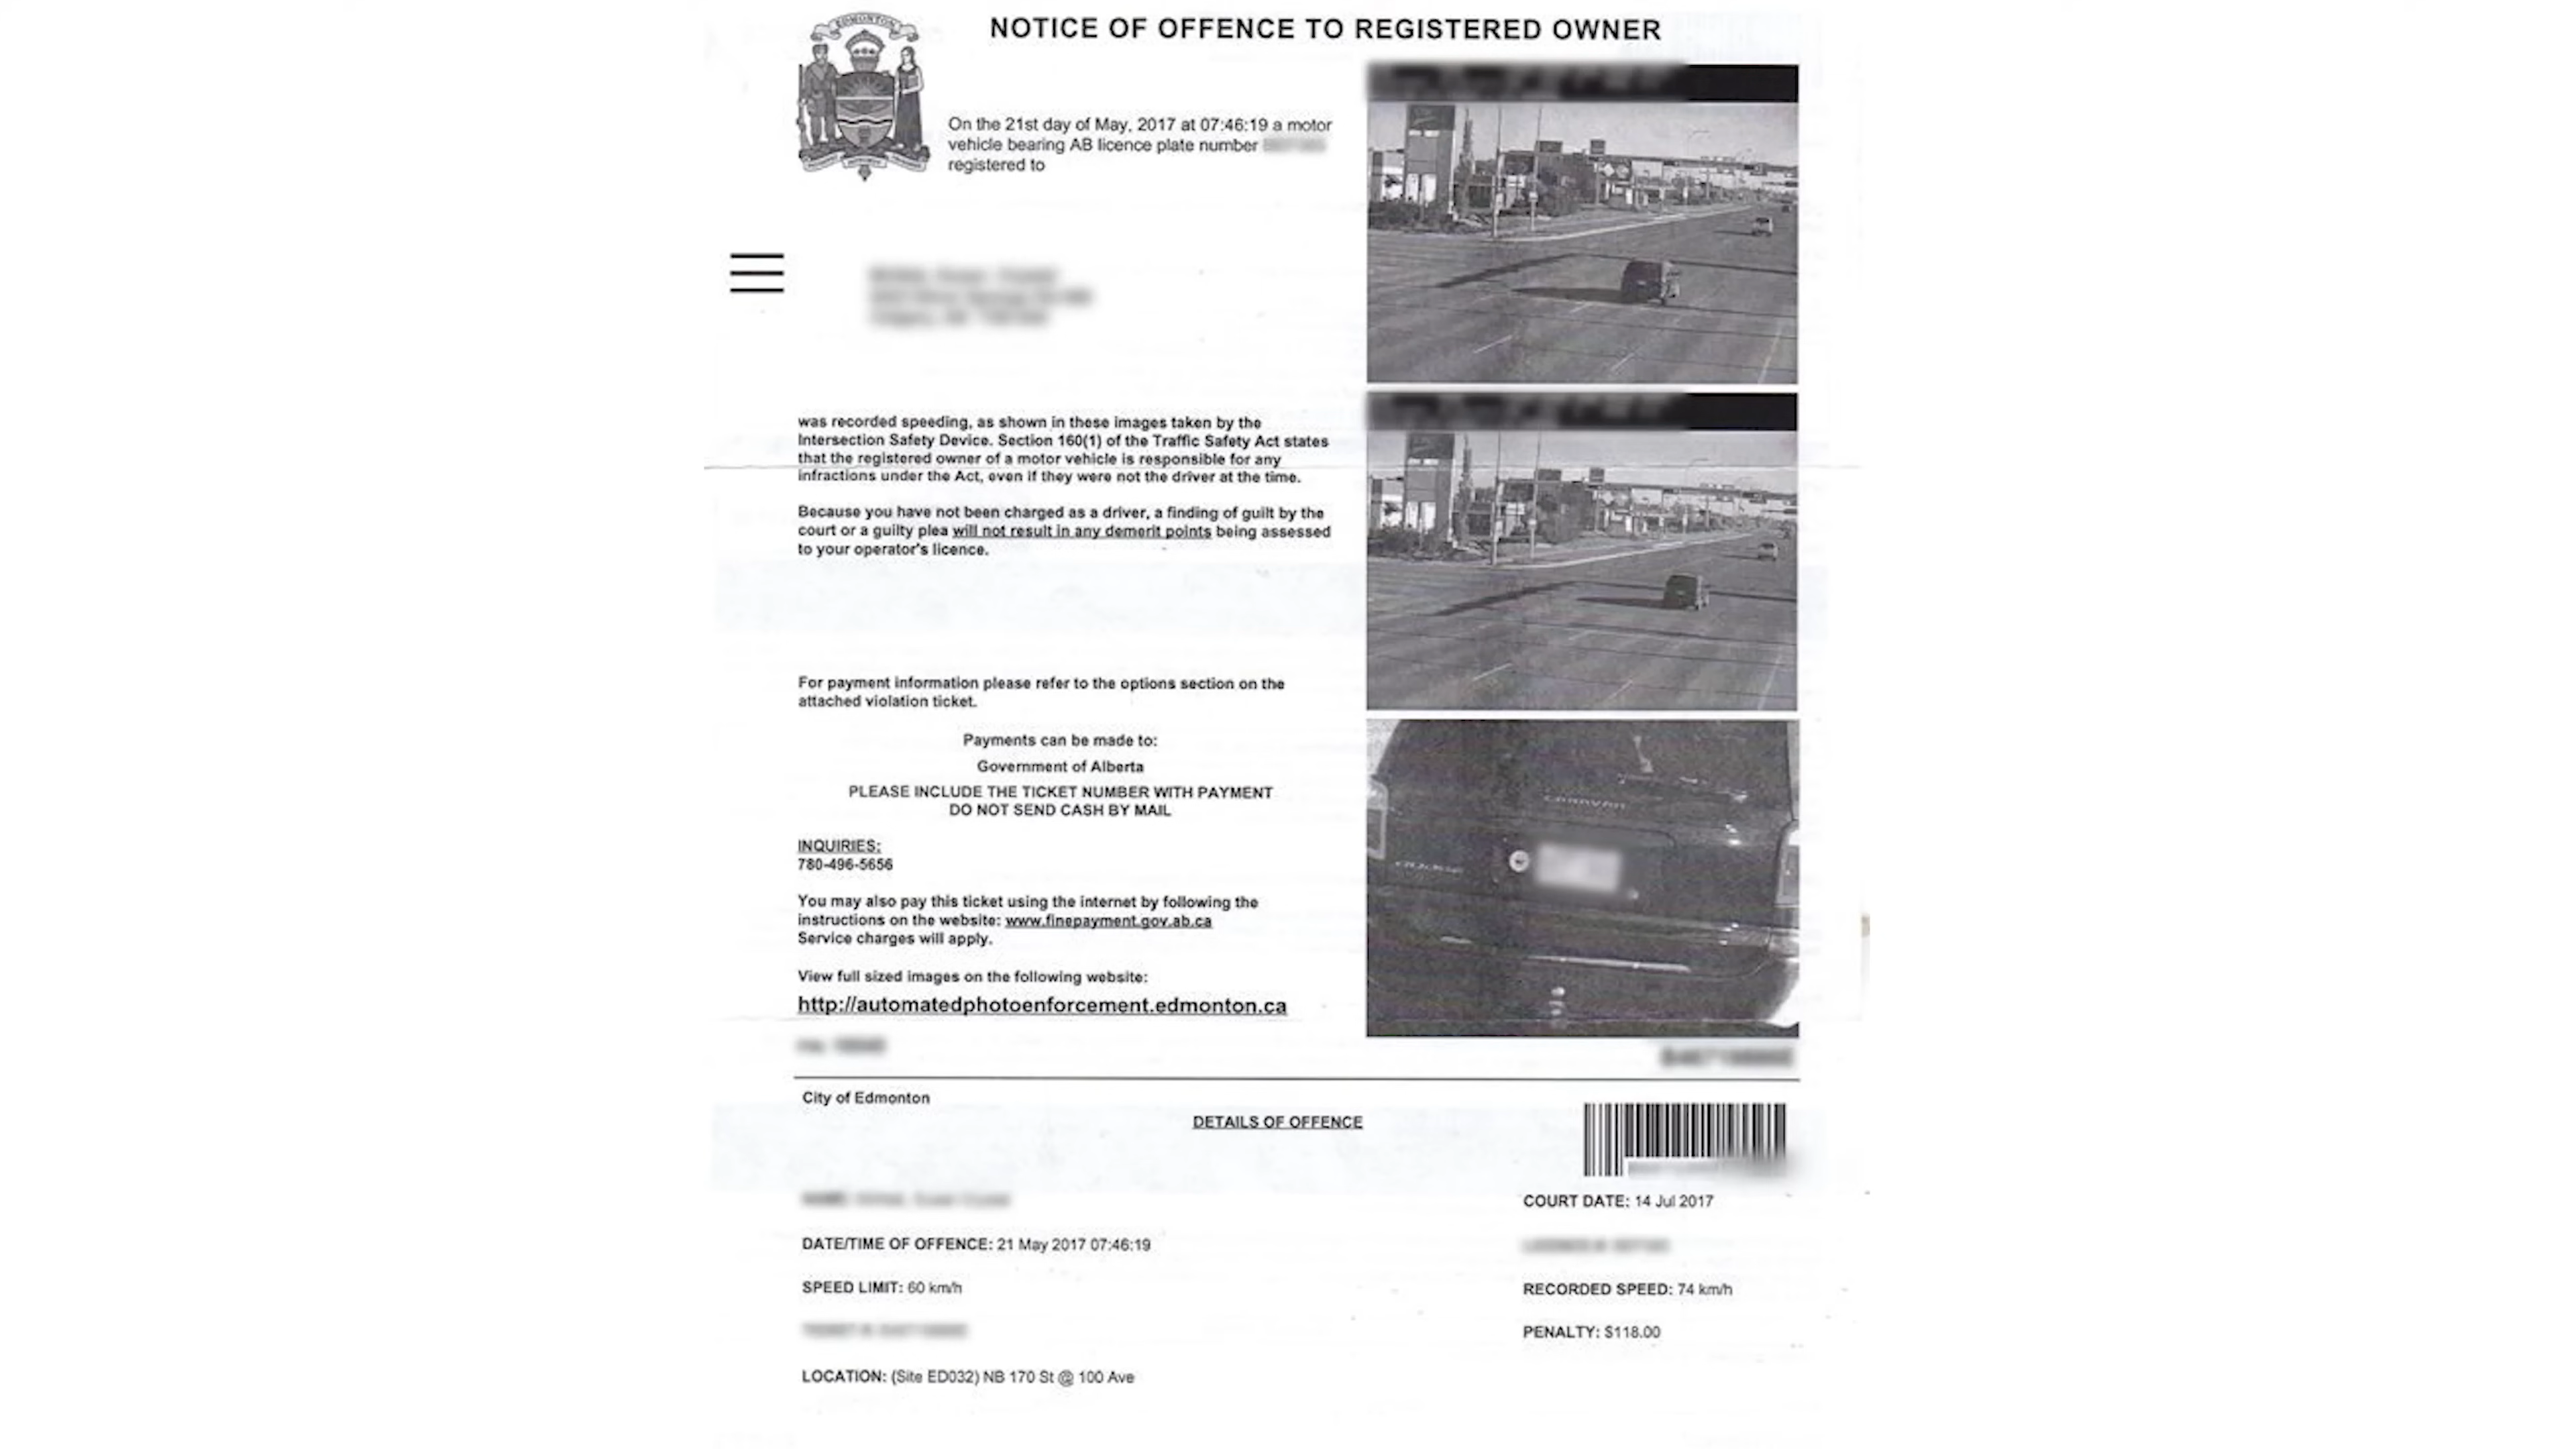 EDMONTON
NOTICE OF OFFENCE TO REGISTERED OWNER
On the 21st day of May, 2017 at 07:46:19 a motor
vehicle bearing AB licence plate number
registered to
was recorded speeding, as shown in these images taken by the
Intersection Safety Device. Section 160(1) of the Traffic Safety Act states
that the registered owner of a motor vehicle is responsible for any
infractions under the Act, even if they were not the driver at the time.
Because you have not been charged as a driver, a finding of guilt by the
court or a guilty plea will not result in any demerit points being assessed
to your operator's licence.
For payment information please refer to the options section on the
attached violation ticket.
Payments can be made to:
Government of Alberta
PLEASE INCLUDE THE TICKET NUMBER WITH PAYMENT
DO NOT SEND CASH BY MAIL
INQUIRIES:
780-496-5656
You may also pay this ticket using the internet by following the
instructions on the website: www.finepayment.gov.ab.ca
Service charges will apply.
View full sized images on the following website:
http://automatedphotoenforcement.edmonton.ca
CARAVAN
City of Edmonton
DETAILS OF OFFENCE
COURT DATE: 14 Jul 2017
DATE/TIME OF OFFENCE: 21 May 2017 07:46:19
SPEED LIMIT: 60 km/h
RECORDED SPEED: 74 km/h
PENALTY: $118.00
LOCATION: (Site ED032) NB 170 St @ 100 Ave